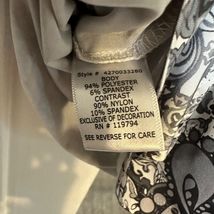 Style # 4270033280
BODY
94% POLYESTER
6% SPANDEX
CONTRAST
90% NYLON
10% SPANDEX
EXCLUSIVE OF DECORATION
RN # 119794
SEE REVERSE FOR CARE